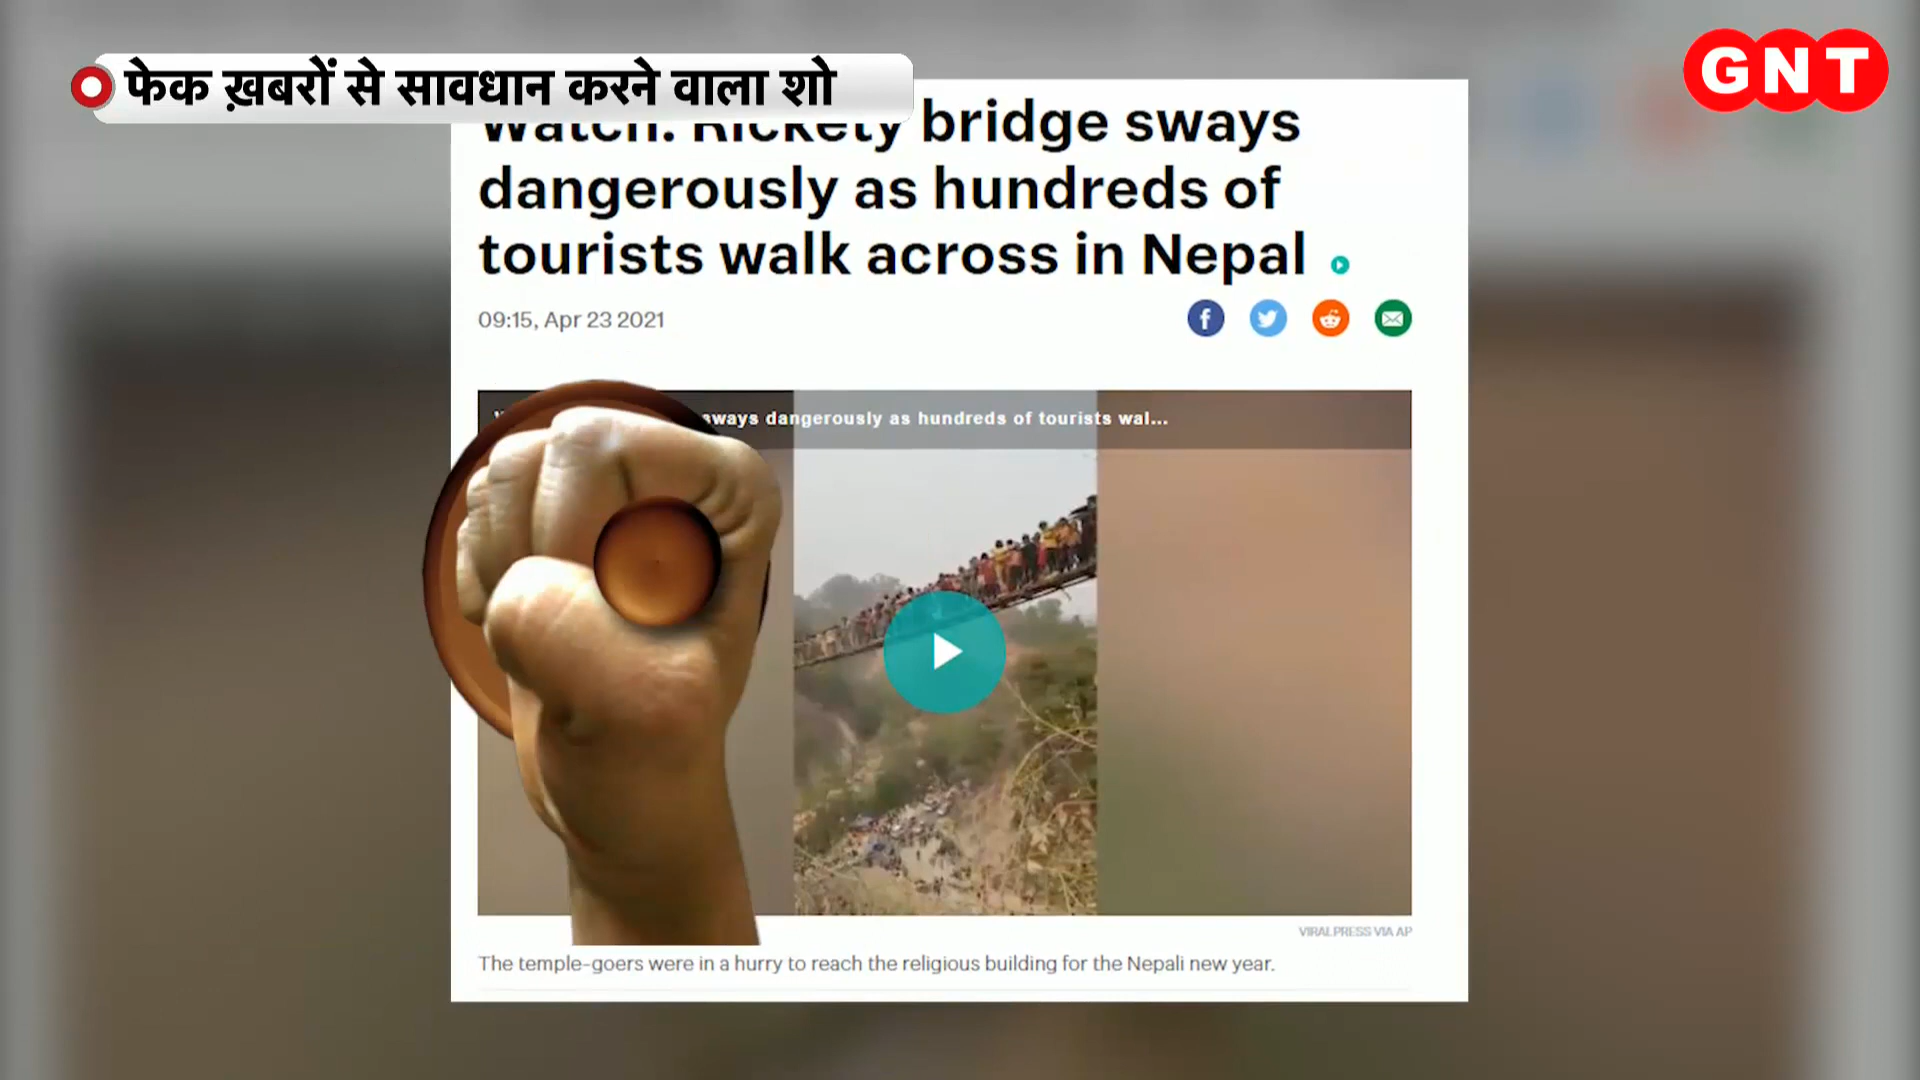 फेक ख़बरों से सावधान करने वाला शो
GNT
Watch: Rickety bridge sways
dangerously as hundreds of
tourists walk across in Nepal
09:15, Apr 23 2021
sways dangerously as hundreds of tourists wal...
VIRALPRESS VIA AP
The temple-goers were in a hurry to reach the religious building for the Nepali new year.